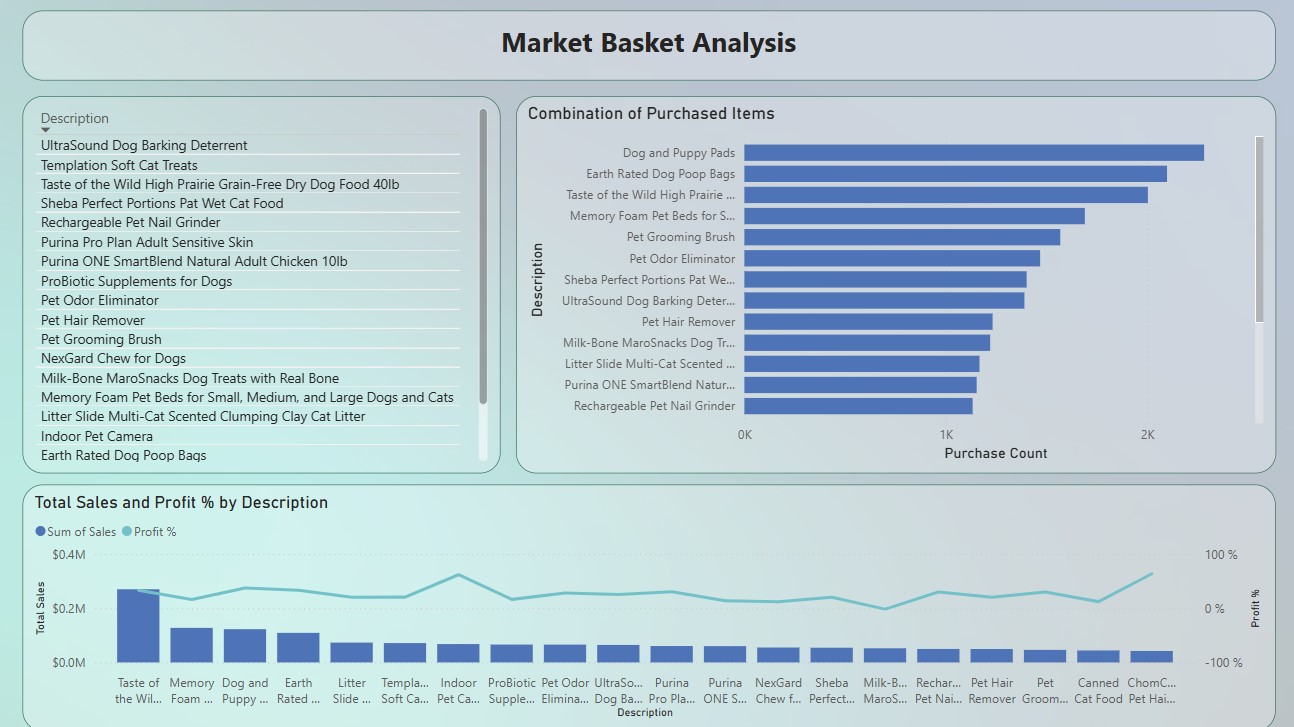 Market Basket Analysis
Description
UltraSound Dog Barking Deterrent
Templation Soft Cat Treats
Taste of the Wild High Prairie Grain-Free Dry Dog Food 40lb
Sheba Perfect Portions Pat Wet Cat Food
Rechargeable Pet Nail Grinder
Purina Pro Plan Adult Sensitive Skin
Purina ONE SmartBlend Natural Adult Chicken 10lb
ProBiotic Supplements for Dogs
Pet Odor Eliminator
Pet Hair Remover
Pet Grooming Brush
NexGard Chew for Dogs
Milk-Bone MaroSnacks Dog Treats with Real Bone
Memory Foam Pet Beds for Small, Medium, and Large Dogs and Cats
Litter Slide Multi-Cat Scented Clumping Clay Cat Litter
Indoor Pet Camera
Earth Rated Dog Poop Bags
Combination of Purchased Items
Description
Dog and Puppy Pads
Earth Rated Dog Poop Bags
Taste of the Wild High Prairie ...
Memory Foam Pet Beds for S...
Pet Grooming Brush
Pet Odor Eliminator
Sheba Perfect Portions Pat We...
UltraSound Dog Barking Deter...
Pet Hair Remover
Milk-Bone MaroSnacks Dog Tr...
Litter Slide Multi-Cat Scented ...
Purina ONE SmartBlend Natur...
Rechargeable Pet Nail Grinder
0K 1K 2K
Purchase Count
Total Sales and Profit % by Description
Sum of Sales Profit %
Total Sales
$0.4M
$0.2M
$0.0M
100 %
0 %
-100 %
Profit %
Taste of the Wil...
Memory Foam ...
Dog and Puppy ...
Earth Rated ...
Litter Slide ...
Templa... Soft Ca...
Indoor Pet Ca...
ProBiotic Supple...
Pet Odor Elimina...
UltraSo... Dog Ba...
Purina Pro Pla...
Purina ONE S...
NexGard Chew f...
Sheba Perfect...
Milk-B... MaroS...
Rechar... Pet Nai...
Pet Hair Remover
Pet Groom...
Canned Cat Food
ChomC... Pet Hai...
Description